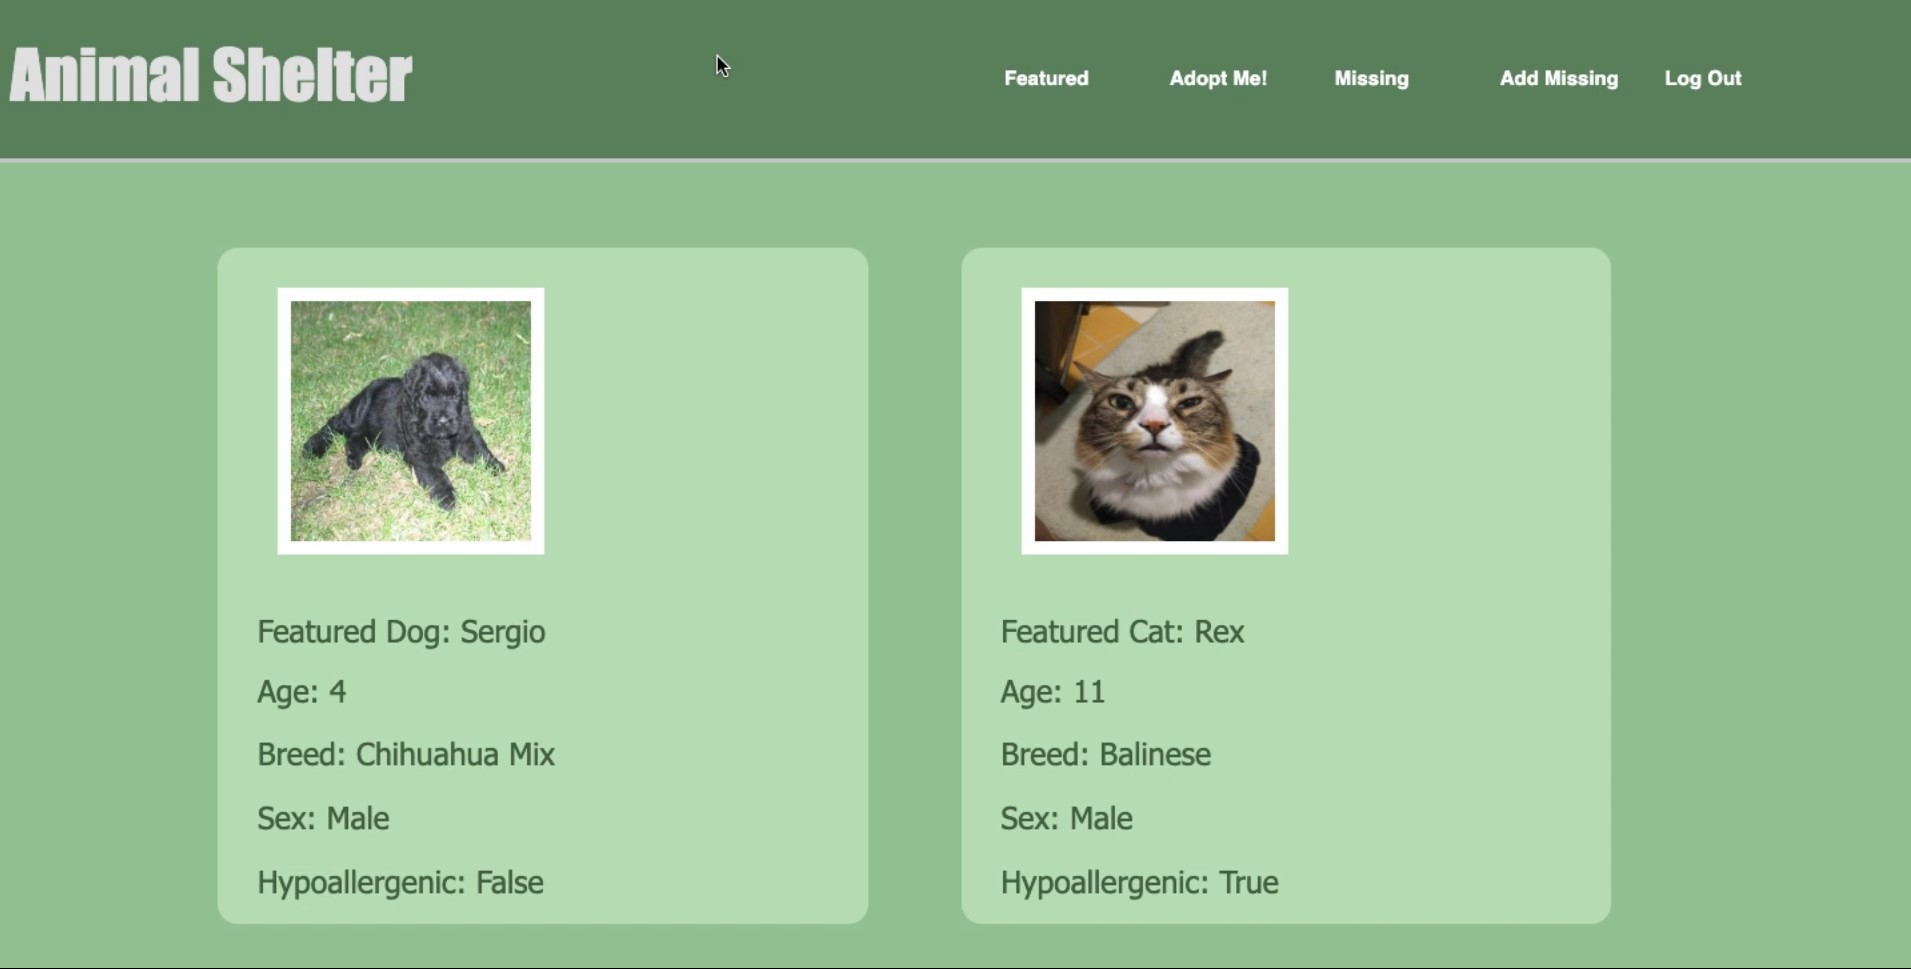 Animal Shelter
Featured Adopt Me! Missing Add Missing Log Out
Featured Dog: Sergio
Age: 4
Breed: Chihuahua Mix
Sex: Male
Hypoallergenic: False
Featured Cat: Rex
Age: 11
Breed: Balinese
Sex: Male
Hypoallergenic: True